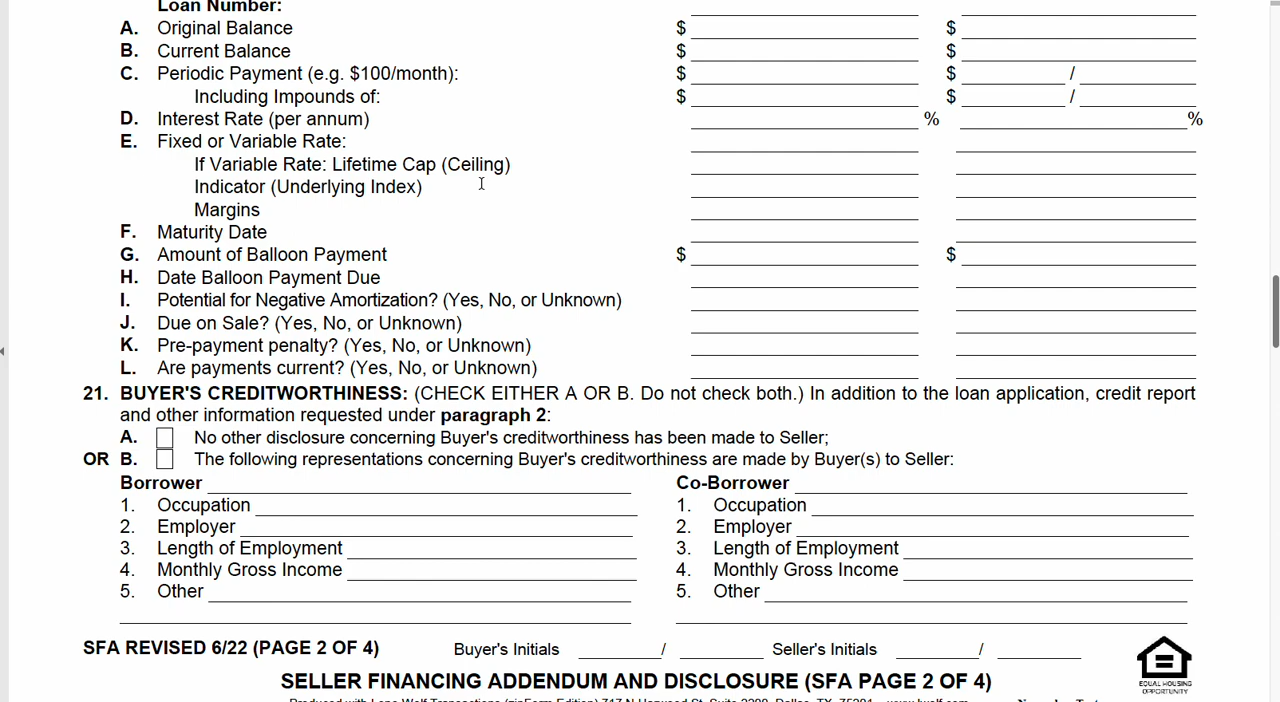 Loan Number:
A. Original Balance $ $
B. Current Balance $ $
C. Periodic Payment (e.g. $100/month): $ $ /
Including Impounds of: $ $ /
D. Interest Rate (per annum) % %
E. Fixed or Variable Rate:
If Variable Rate: Lifetime Cap (Ceiling)
Indicator (Underlying Index)
Margins
F. Maturity Date
G. Amount of Balloon Payment $ $
H. Date Balloon Payment Due
I. Potential for Negative Amortization? (Yes, No, or Unknown)
J. Due on Sale? (Yes, No, or Unknown)
K. Pre-payment penalty? (Yes, No, or Unknown)
L. Are payments current? (Yes, No, or Unknown)
21. BUYER'S CREDITWORTHINESS: (CHECK EITHER A OR B. Do not check both.) In addition to the loan application, credit report
and other information requested under paragraph 2:
A. No other disclosure concerning Buyer's creditworthiness has been made to Seller;
OR B. The following representations concerning Buyer's creditworthiness are made by Buyer(s) to Seller:
Borrower Co-Borrower
1. Occupation 1. Occupation
2. Employer 2. Employer
3. Length of Employment 3. Length of Employment
4. Monthly Gross Income 4. Monthly Gross Income
5. Other 5. Other
SFA REVISED 6/22 (PAGE 2 OF 4) Buyer's Initials / Seller's Initials /
EQUAL HOUSING
OPPORTUNITY
SELLER FINANCING ADDENDUM AND DISCLOSURE (SFA PAGE 2 OF 4)